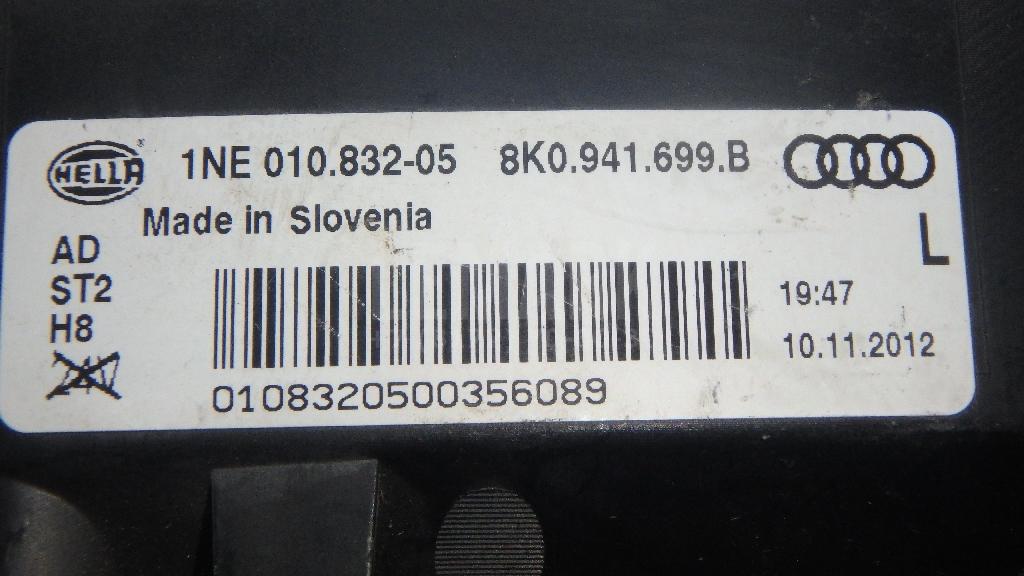 HELLA® 1NE 010.832-05 8K0.941.699.B
Made in Slovenia
L
AD
ST2
H8
19:47
10.11.2012
0108320500356089